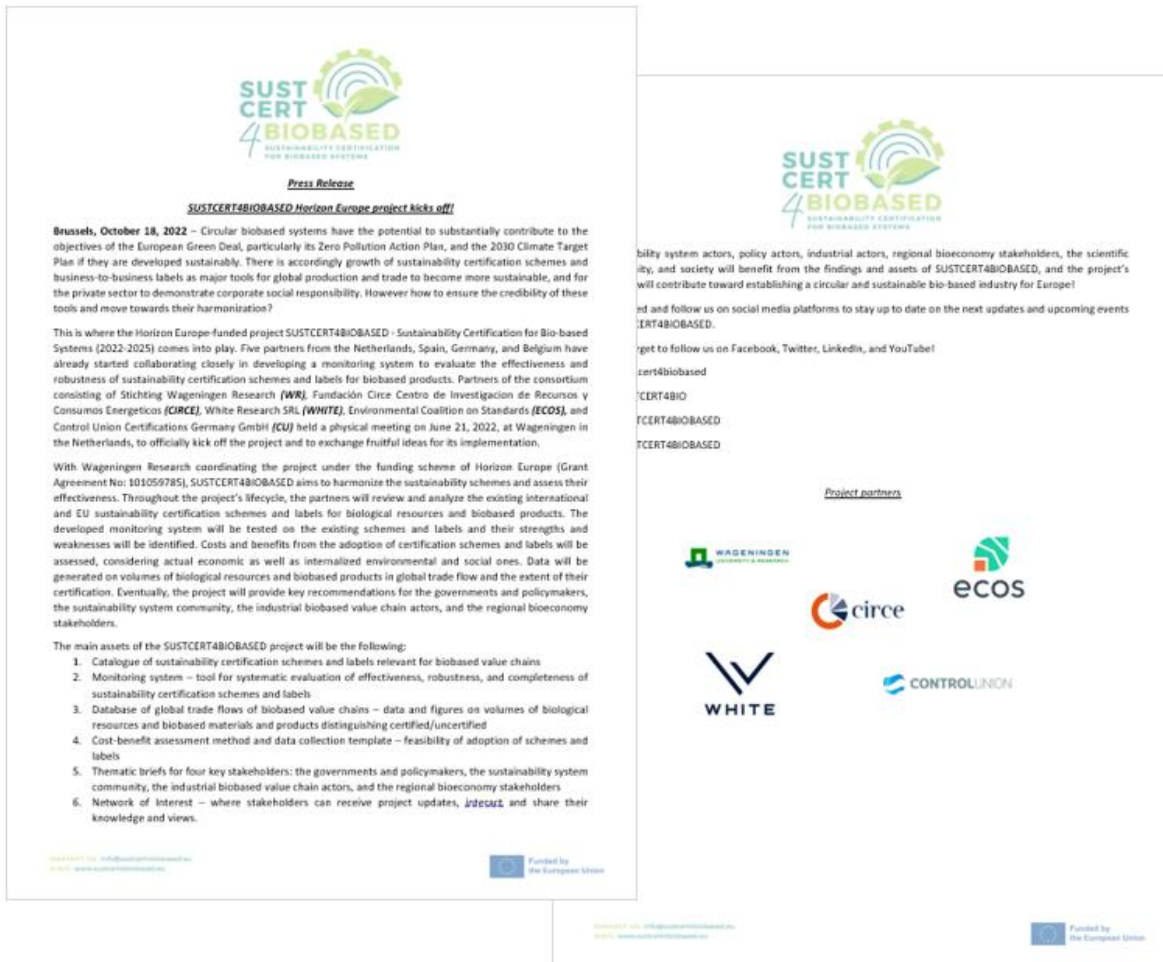 SUST
CERT
4BIOBASED
SUSTAINABILITY CERTIFICATION
FOR BIOBASED SYSTEMS
Press Release
SUSTCERT4BIOBASED Horizon Europe project kicks off!
Brussels, October 18, 2022 – Circular biobased systems have the potential to substantially contribute to the
objectives of the European Green Deal, particularly its Zero Pollution Action Plan, and the 2030 Climate Target
Plan if they are developed sustainably. There is accordingly growth of sustainability certification schemes and
business-to-business labels as major tools for global production and trade to become more sustainable, and for
the private sector to demonstrate corporate social responsibility. However how to ensure the credibility of these
tools and move towards their harmonization?
This is where the Horizon Europe-funded project SUSTCERT4BIOBASED - Sustainability Certification for Bio-based
Systems (2022-2025) comes into play. Five partners from the Netherlands, Spain, Germany, and Belgium have
already started collaborating closely in developing a monitoring system to evaluate the effectiveness and
robustness of sustainability certification schemes and labels for biobased products. Partners of the consortium
consisting of Stichting Wageningen Research (WR), Fundación Circe Centro de Investigacion de Recursos y
Consumos Energeticos (CIRCE), White Research SRL (WHITE), Environmental Coalition on Standards (ECOS), and
Control Union Certifications Germany GmbH (CU) held a physical meeting on June 21, 2022, at Wageningen in
the Netherlands, to officially kick off the project and to exchange fruitful ideas for its implementation.
With Wageningen Research coordinating the project under the funding scheme of Horizon Europe (Grant
Agreement No: 101059785), SUSTCERT4BIOBASED aims to harmonize the sustainability schemes and assess their
effectiveness. Throughout the project's lifecycle, the partners will review and analyze the existing international
and EU sustainability certification schemes and labels for biological resources and biobased products. The
developed monitoring system will be tested on the existing schemes and labels and their strengths and
weaknesses will be identified. Costs and benefits from the adoption of certification schemes and labels will be
assessed, considering actual economic as well as internalized environmental and social ones. Data will be
generated on volumes of biological resources and biobased products in global trade flow and the extent of their
certification. Eventually, the project will provide key recommendations for the governments and policymakers,
the sustainability system community, the industrial biobased value chain actors, and the regional bioeconomy
stakeholders.
The main assets of the SUSTCERT4BIOBASED project will be the following:
1. Catalogue of sustainability certification schemes and labels relevant for biobased value chains
2. Monitoring system – tool for systematic evaluation of effectiveness, robustness, and completeness of
sustainability certification schemes and labels
3. Database of global trade flows of biobased value chains – data and figures on volumes of biological
resources and biobased materials and products distinguishing certified/uncertified
4. Cost-benefit assessment method and data collection template – feasibility of adoption of schemes and
labels
5. Thematic briefs for four key stakeholders: the governments and policymakers, the sustainability system
community, the industrial biobased value chain actors, and the regional bioeconomy stakeholders
6. Network of Interest – where stakeholders can receive project updates, interact, and share their
knowledge and views.
CONTACT US: info@sustcert4biobased.eu
VISIT: www.sustcert4biobased.eu
Funded by
the European Union
SUST
CERT
4BIOBASED
SUSTAINABILITY CERTIFICATION
FOR BIOBASED SYSTEMS
bility system actors, policy actors, industrial actors, regional bioeconomy stakeholders, the scientific
ity, and society will benefit from the findings and assets of SUSTCERT4BIOBASED, and the project's
will contribute toward establishing a circular and sustainable bio-based industry for Europe!
ed and follow us on social media platforms to stay up to date on the next updates and upcoming events
CERT4BIOBASED.
rget to follow us on Facebook, Twitter, LinkedIn, and YouTube!
cert4biobased
TCERT4BIO
TCERT4BIOBASED
TCERT4BIOBASED
Project partners
WAGENINGEN
UNIVERSITY & RESEARCH
ecos
circe
WHITE
CONTROLUNION
CONTACT US: info@sustcert4biobased.eu
VISIT: www.sustcert4biobased.eu
Funded by
the European Union